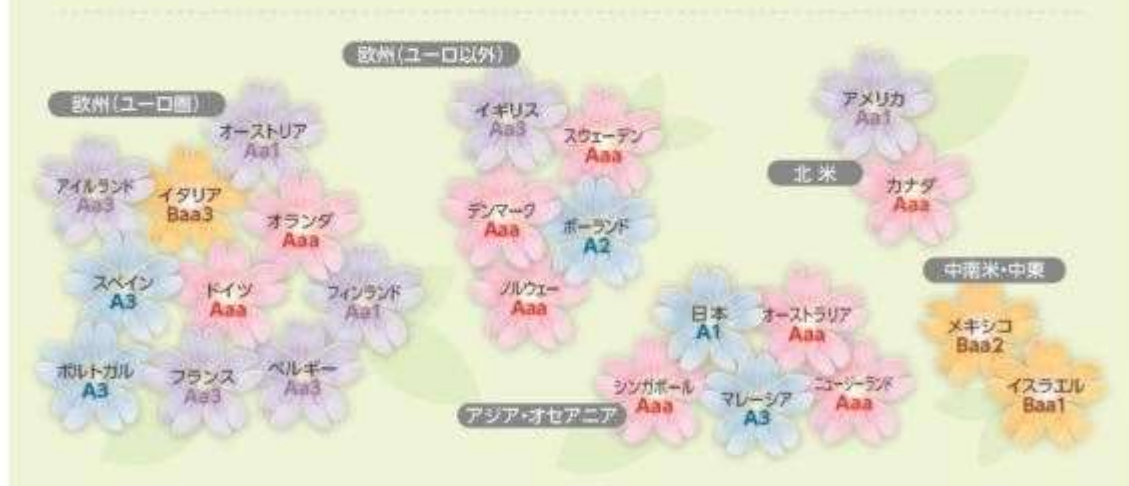 欧州(ユーロ圏)
オーストリア
Aa1
アイルランド
Aa3
イタリア
Baa3
オランダ
Aaa
スペイン
A3
ドイツ
Aaa
フィンランド
Aa1
ポルトガル
A3
フランス
Aa3
ベルギー
Aa3
欧州(ユーロ以外)
イギリス
Aa3
スウェーデン
Aaa
デンマーク
Aaa
ポーランド
A2
ノルウェー
Aaa
北米
アメリカ
Aa1
カナダ
Aaa
アジア・オセアニア
日本
A1
オーストラリア
Aaa
シンガポール
Aaa
マレーシア
A3
ニュージーランド
Aaa
中南米・中東
メキシコ
Baa2
イスラエル
Baa1